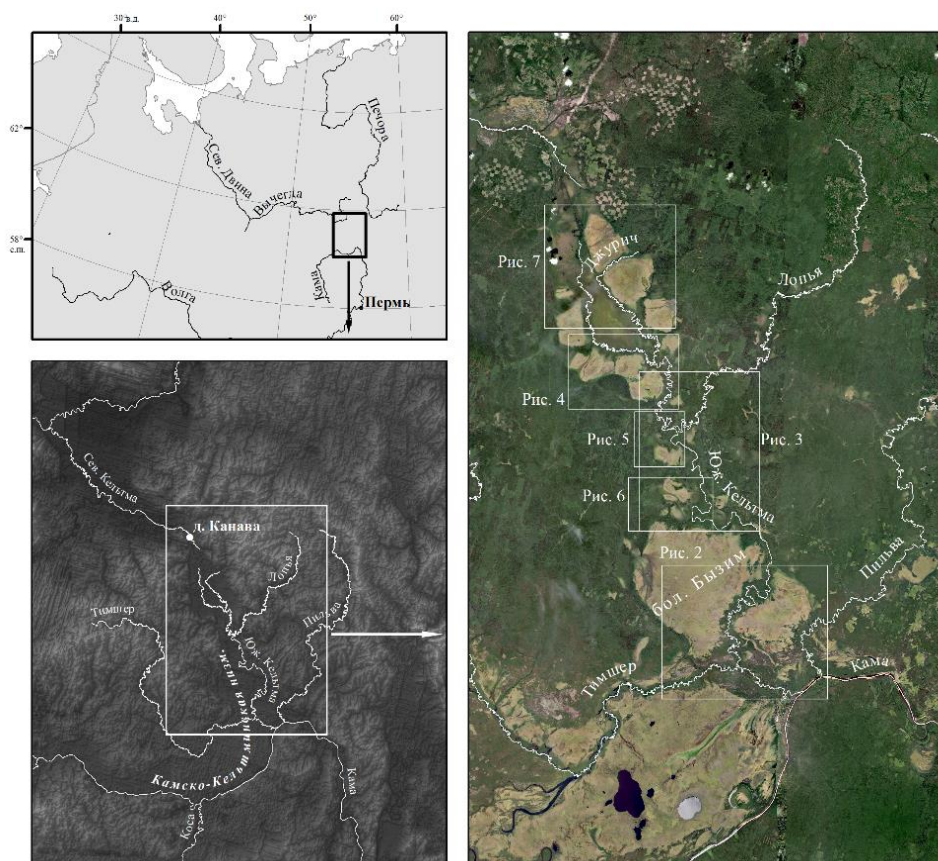 30° в.д.
40°
50°
60°
62°
58°
с.ш.
Печора
Сев. Двина
Вычегда
Кама
Волга
Пермь
Сев. Кельтма
д. Канава
Лопья
Тимшер
Пильва
Юж. Кельтма
Камско-Кельтминская низм.
Коса
Кама
Джурич
Рис. 7
Лопья
Рис. 4
Рис. 5
Рис. 3
Юж. Кельтма
Рис. 6
Рис. 2
бол. Бызим
Пильва
Тимшер
Кама